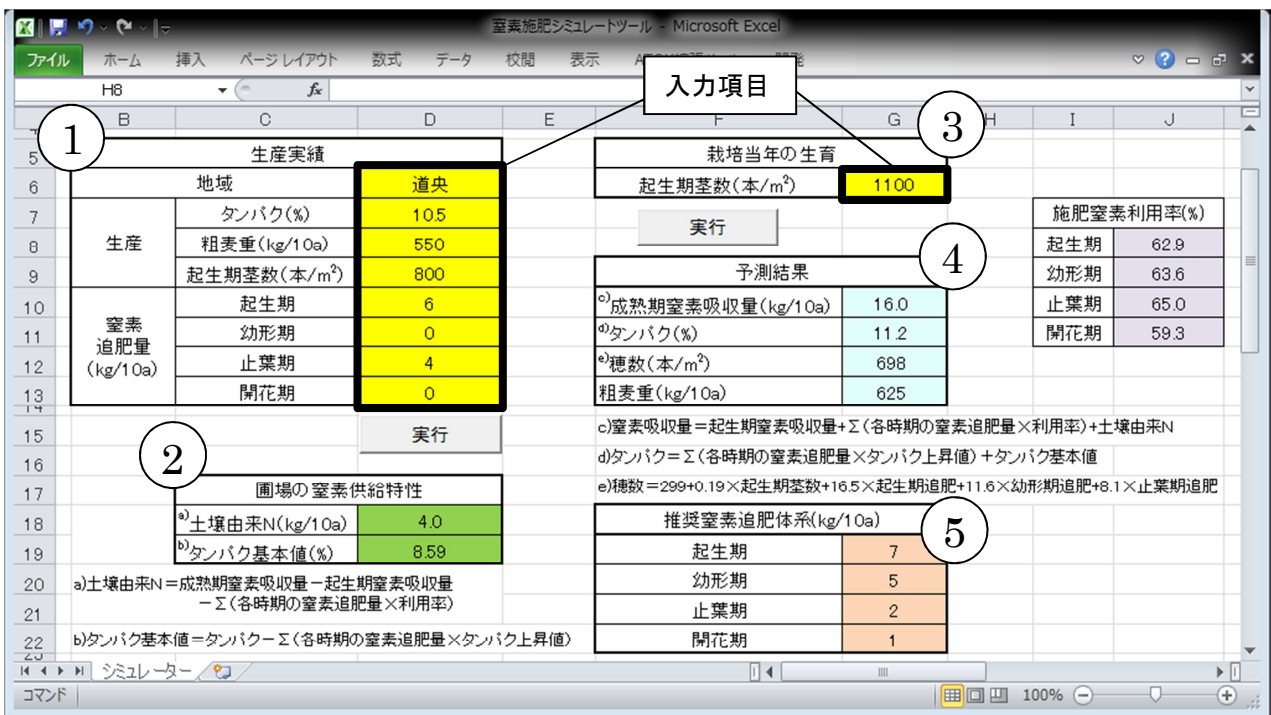 窒素施肥シミュレートツール - Microsoft Excel
ファイル ホーム 挿入 ページ レイアウト 数式 データ 校閲 表示
H8 fx
入力項目
B C D E F G H I J
① ③
5 生産実績 栽培当年の生育
6 地域 道央 起生期茎数(本/m²) 1100
7 タンパク(%) 10.5 施肥窒素利用率(%)
実行
8 生産 粗麦重(kg/10a) 550 起生期 62.9
④
9 起生期茎数(本/m²) 800 予測結果 幼形期 63.6
10 起生期 6 c)成熟期窒素吸収量(kg/10a) 16.0 止葉期 65.0
窒素
追肥量
(kg/10a)
11 幼形期 0 d)タンパク(%) 11.2 開花期 59.3
12 止葉期 4 e)穂数(本/m²) 698
13 開花期 0 粗麦重(kg/10a) 625
14
15 実行 c)窒素吸収量=起生期窒素吸収量+Σ(各時期の窒素追肥量×利用率)+土壌由来N
②
16 d)タンパク=Σ(各時期の窒素追肥量×タンパク上昇値)+タンパク基本値
17 圃場の窒素供給特性 e)穂数=299+0.19×起生期茎数+16.5×起生期追肥+11.6×幼形期追肥+8.1×止葉期追肥
18 a)土壌由来N(kg/10a) 4.0 推奨窒素追肥体系(kg/10a)
⑤
19 b)タンパク基本値(%) 8.59 起生期 7
20 a)土壌由来N=成熟期窒素吸収量-起生期窒素吸収量 幼形期 5
21 -Σ(各時期の窒素追肥量×利用率) 止葉期 2
22 b)タンパク基本値=タンパク-Σ(各時期の窒素追肥量×タンパク上昇値) 開花期 1
シミュレーター
コマンド 100%